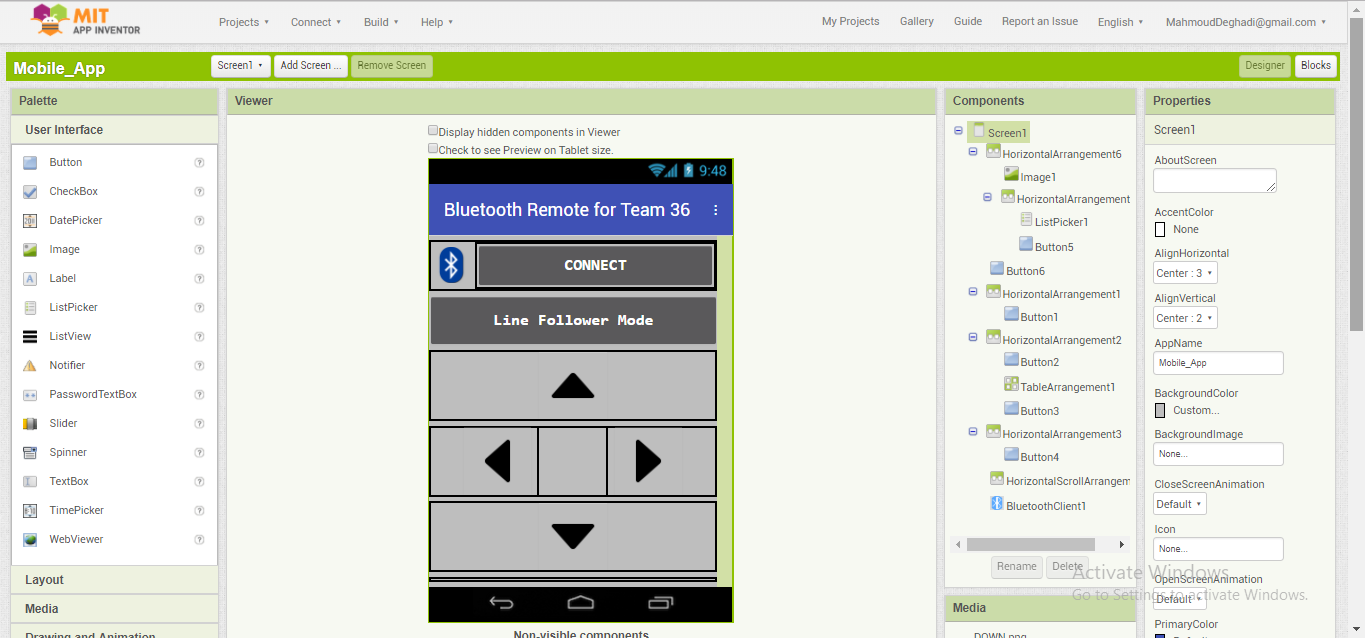 MIT
APP INVENTOR
Projects Connect Build Help
My Projects Gallery Guide Report an Issue English MahmoudDeghadi@gmail.com
Mobile_App
Screen1 Add Screen ... Remove Screen
Designer Blocks
Palette
User Interface
Button ?
CheckBox ?
DatePicker ?
Image ?
Label ?
ListPicker ?
ListView ?
Notifier ?
PasswordTextBox ?
Slider ?
Spinner ?
TextBox ?
TimePicker ?
WebViewer ?
Layout
Media
Drawing and Animation
Viewer
Display hidden components in Viewer
Check to see Preview on Tablet size.
9:48
Bluetooth Remote for Team 36
CONNECT
Line Follower Mode
Non-visible components
Components
Screen1
HorizontalArrangement6
Image1
HorizontalArrangement
ListPicker1
Button5
Button6
HorizontalArrangement1
Button1
HorizontalArrangement2
Button2
TableArrangement1
Button3
HorizontalArrangement3
Button4
HorizontalScrollArrangem
BluetoothClient1
Rename Delete
Media
DOWN.png
Properties
Screen1
AboutScreen
AccentColor
None
AlignHorizontal
Center : 3
AlignVertical
Center : 2
AppName
Mobile_App
BackgroundColor
Custom...
BackgroundImage
None...
CloseScreenAnimation
Default
Icon
None...
OpenScreenAnimation
Default
PrimaryColor
Default
Activate Windows
Go to Settings to activate Windows.